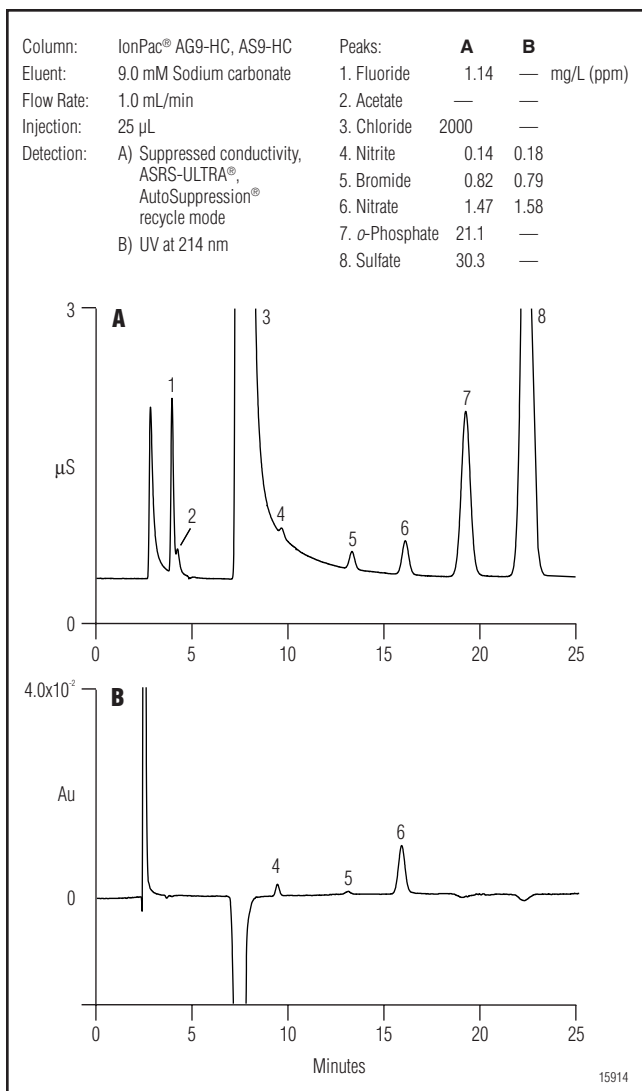 Column: IonPac® AG9-HC, AS9-HC
Eluent: 9.0 mM Sodium carbonate
Flow Rate: 1.0 mL/min
Injection: 25 µL
Detection: A) Suppressed conductivity,
ASRS-ULTRA®,
AutoSuppression®
recycle mode
B) UV at 214 nm
Peaks: A B
1. Fluoride 1.14 — mg/L (ppm)
2. Acetate — —
3. Chloride 2000 —
4. Nitrite 0.14 0.18
5. Bromide 0.82 0.79
6. Nitrate 1.47 1.58
7. o-Phosphate 21.1 —
8. Sulfate 30.3 —
3
A
3
8
1
7
µS
2
4
5
6
0
0 5 10 15 20 25
4.0x10⁻²
B
Au
6
4
5
0
0 5 10 15 20 25
Minutes
15914